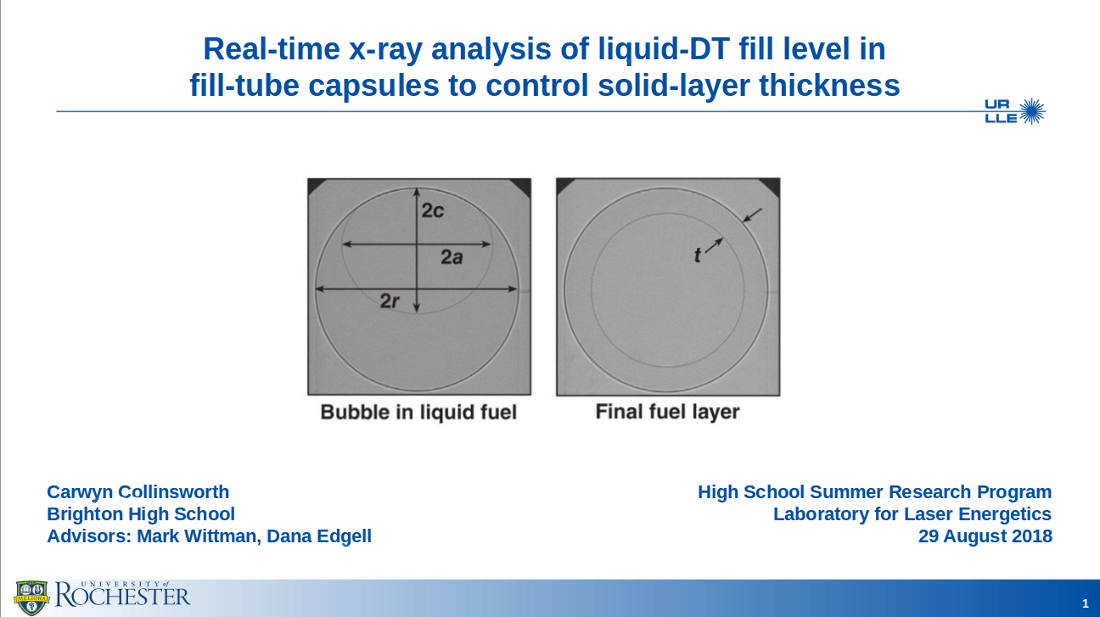 Real-time x-ray analysis of liquid-DT fill level in
fill-tube capsules to control solid-layer thickness
UR
LLE
2c
2a
2r
t
Bubble in liquid fuel
Final fuel layer
Carwyn Collinsworth
Brighton High School
Advisors: Mark Wittman, Dana Edgell
High School Summer Research Program
Laboratory for Laser Energetics
29 August 2018
UNIVERSITY of
ROCHESTER
1